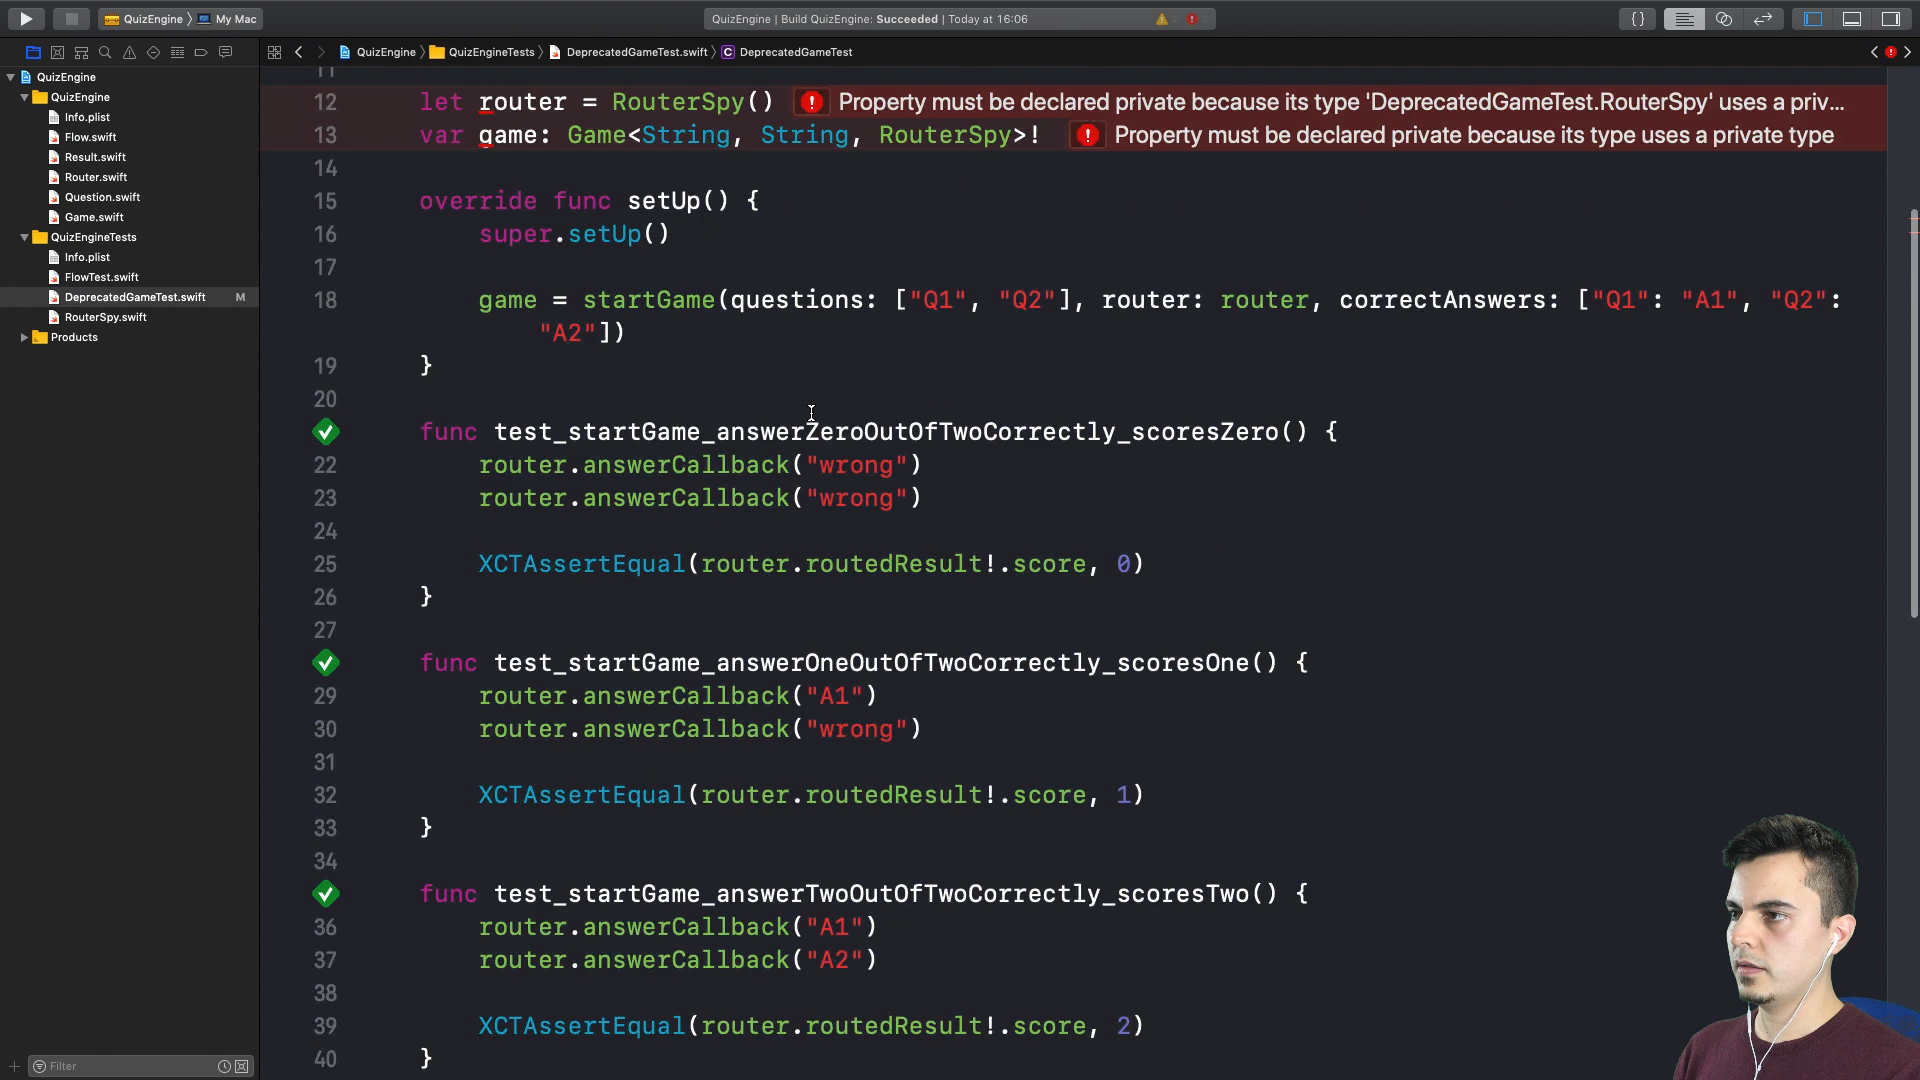 QuizEngine 〉 My Mac
QuizEngine | Build QuizEngine: Succeeded | Today at 16:06
QuizEngine 〉 QuizEngineTests 〉 DeprecatedGameTest.swift 〉 C DeprecatedGameTest
QuizEngine
QuizEngine
Info.plist
Flow.swift
Result.swift
Router.swift
Question.swift
Game.swift
QuizEngineTests
Info.plist
FlowTest.swift
DeprecatedGameTest.swift M
RouterSpy.swift
Products
Filter
11
12 let router = RouterSpy() Property must be declared private because its type 'DeprecatedGameTest.RouterSpy' uses a priv...
13 var game: Game<String, String, RouterSpy>! Property must be declared private because its type uses a private type
14
15 override func setUp() {
16 super.setUp()
17
18 game = startGame(questions: ["Q1", "Q2"], router: router, correctAnswers: ["Q1": "A1", "Q2":
"A2"])
19 }
20
func test_startGame_answerZeroOutOfTwoCorrectly_scoresZero() {
22 router.answerCallback("wrong")
23 router.answerCallback("wrong")
24
25 XCTAssertEqual(router.routedResult!.score, 0)
26 }
27
func test_startGame_answerOneOutOfTwoCorrectly_scoresOne() {
29 router.answerCallback("A1")
30 router.answerCallback("wrong")
31
32 XCTAssertEqual(router.routedResult!.score, 1)
33 }
34
func test_startGame_answerTwoOutOfTwoCorrectly_scoresTwo() {
36 router.answerCallback("A1")
37 router.answerCallback("A2")
38
39 XCTAssertEqual(router.routedResult!.score, 2)
40 }